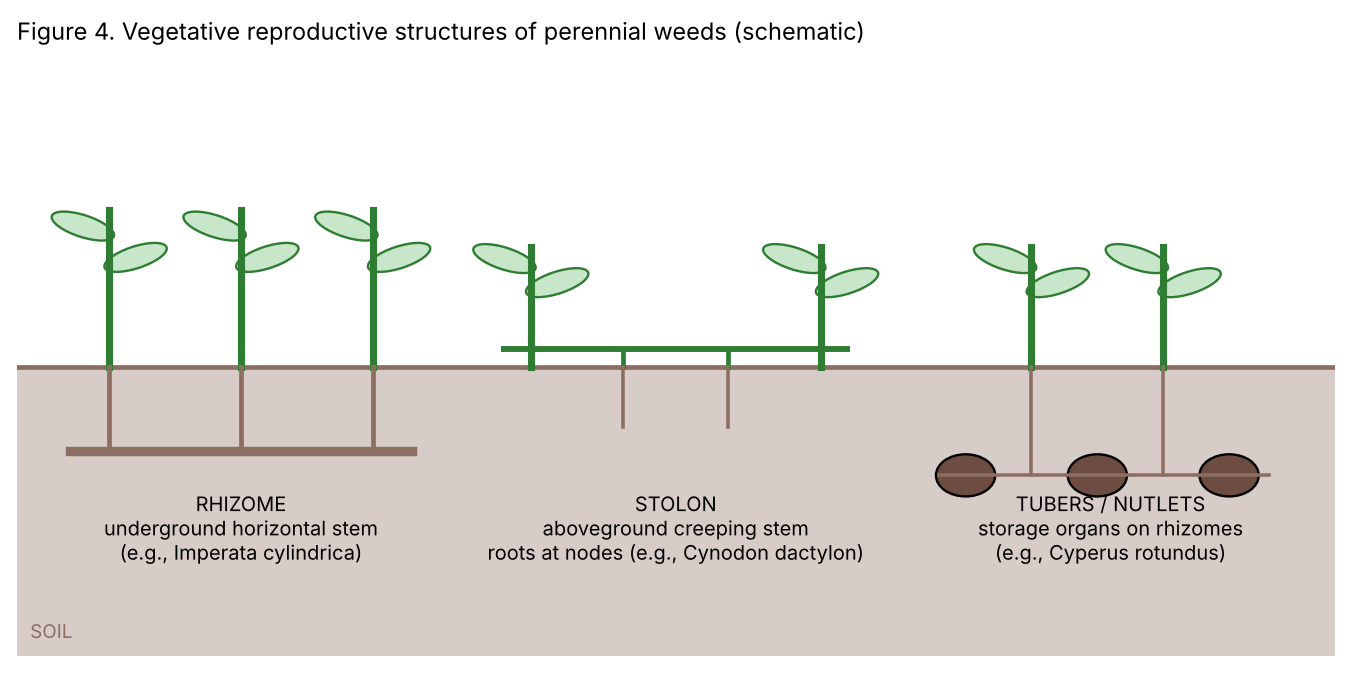 Figure 4. Vegetative reproductive structures of perennial weeds (schematic)
RHIZOME
underground horizontal stem
(e.g., Imperata cylindrica)
STOLON
aboveground creeping stem
roots at nodes (e.g., Cynodon dactylon)
TUBERS / NUTLETS
storage organs on rhizomes
(e.g., Cyperus rotundus)
SOIL